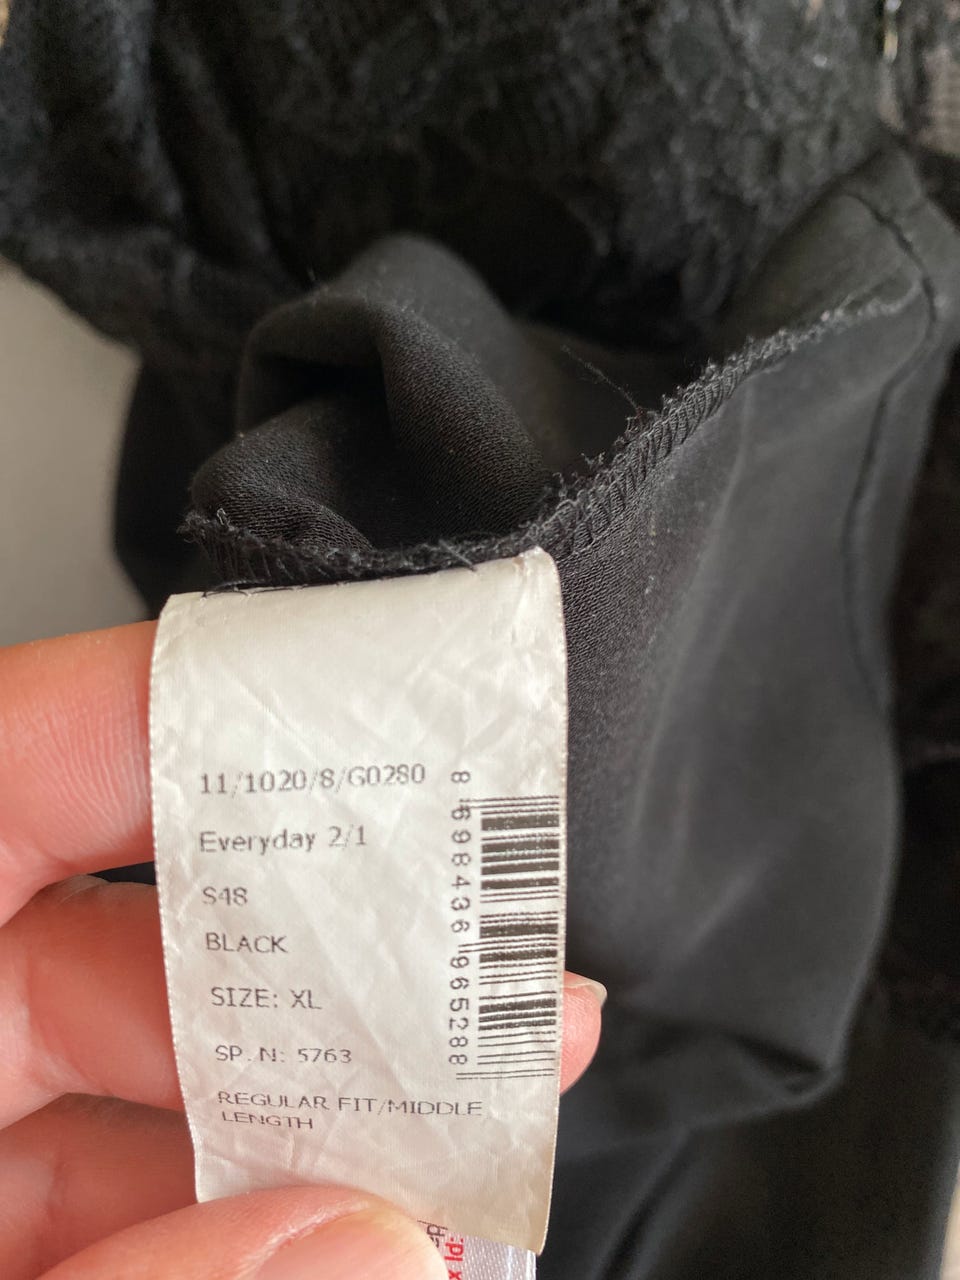 11/1020/8/G0280
Everyday 2/1
S48
BLACK
SIZE: XL
SP. N: 5763
REGULAR FIT/MIDDLE
LENGTH
8 698436 965288